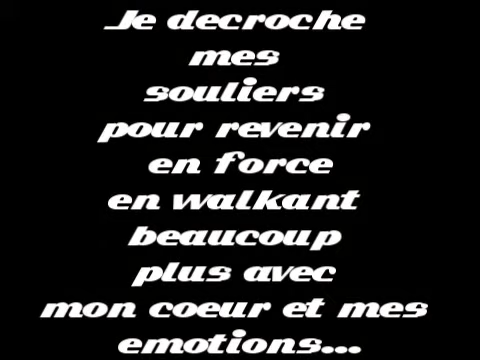 Je decroche
mes
souliers
pour revenir
en force
en walkant
beaucoup
plus avec
mon coeur et mes
emotions...